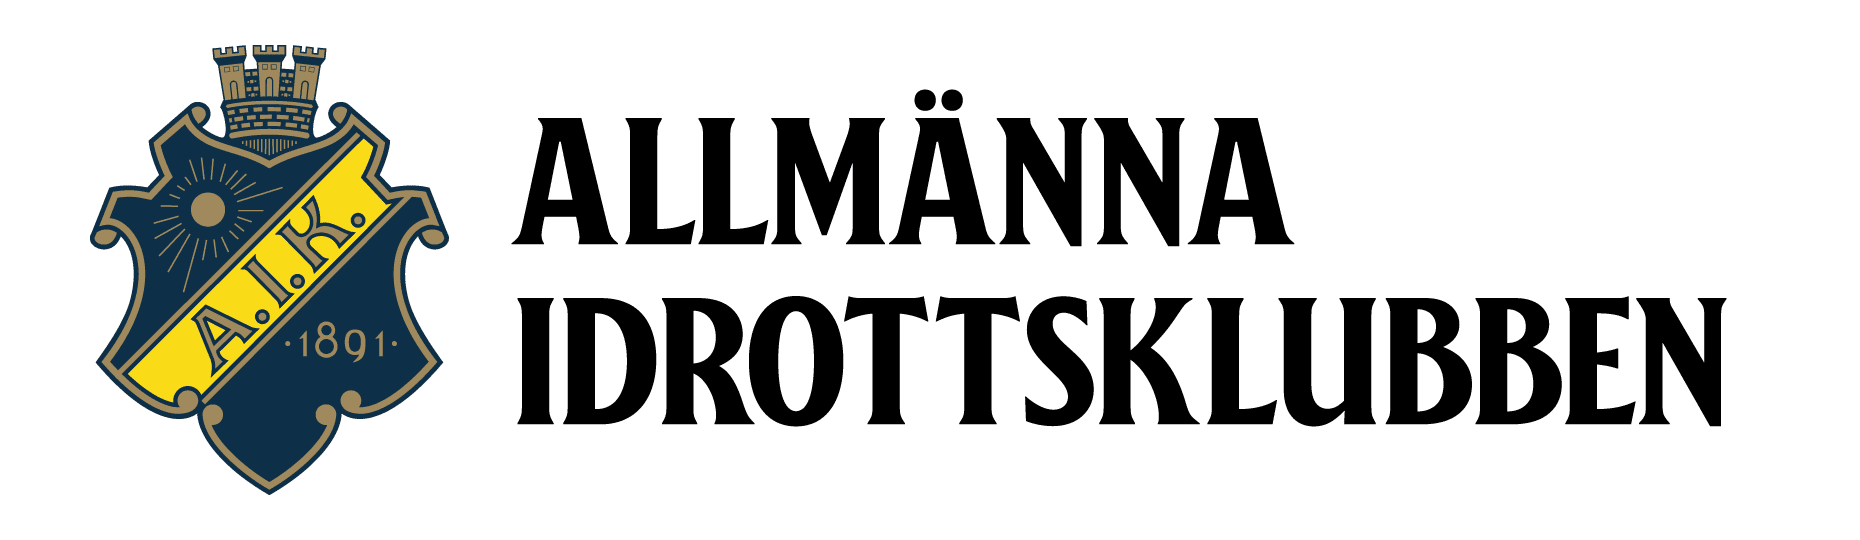 A.I.K.
·1891·
ALLMÄNNA
IDROTTSKLUBBEN